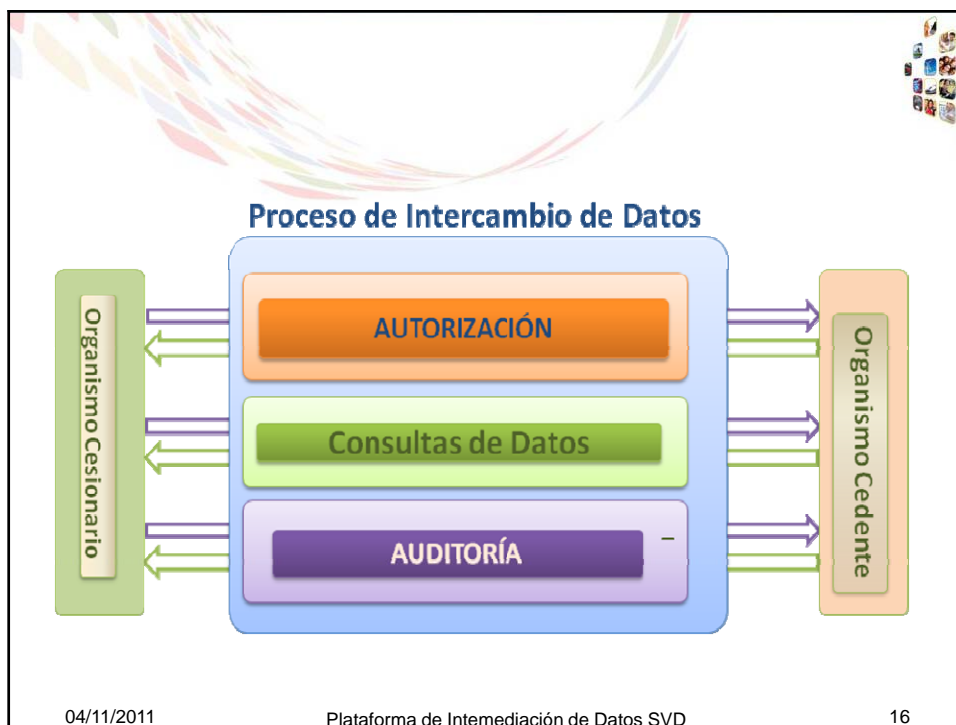 Proceso de Intercambio de Datos
Organismo Cesionario
AUTORIZACIÓN
Consultas de Datos
AUDITORÍA
–
Organismo Cedente
04/11/2011
Plataforma de Intemediación de Datos SVD
16